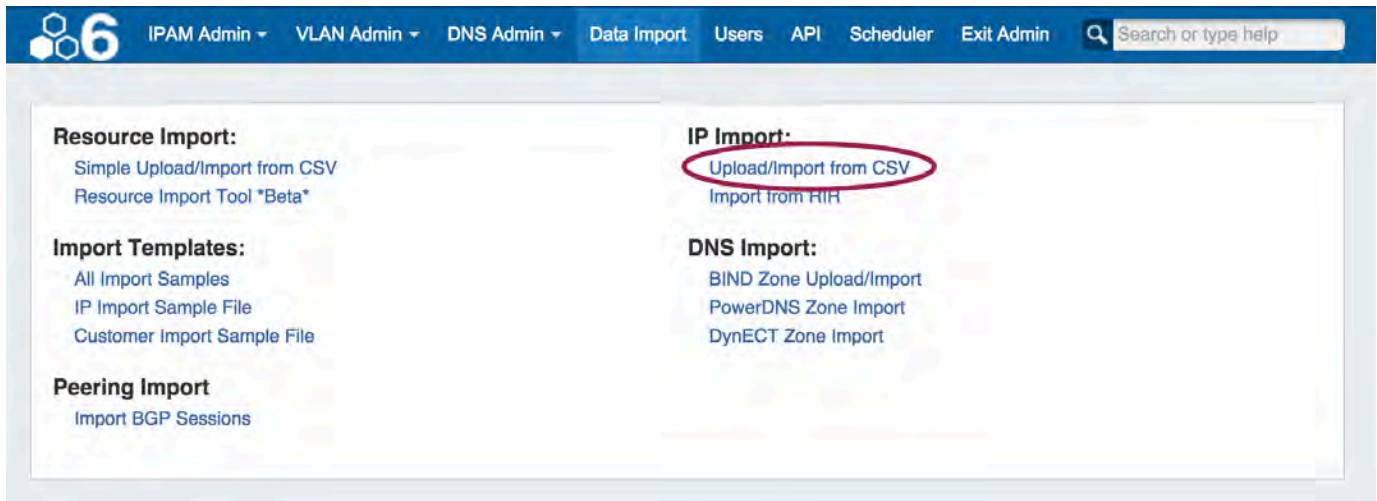 6 IPAM Admin VLAN Admin DNS Admin Data Import Users API Scheduler Exit Admin Search or type help
Resource Import:
Simple Upload/Import from CSV
Resource Import Tool *Beta*
Import Templates:
All Import Samples
IP Import Sample File
Customer Import Sample File
Peering Import
Import BGP Sessions
IP Import:
Upload/Import from CSV
Import from RIR
DNS Import:
BIND Zone Upload/Import
PowerDNS Zone Import
DynECT Zone Import